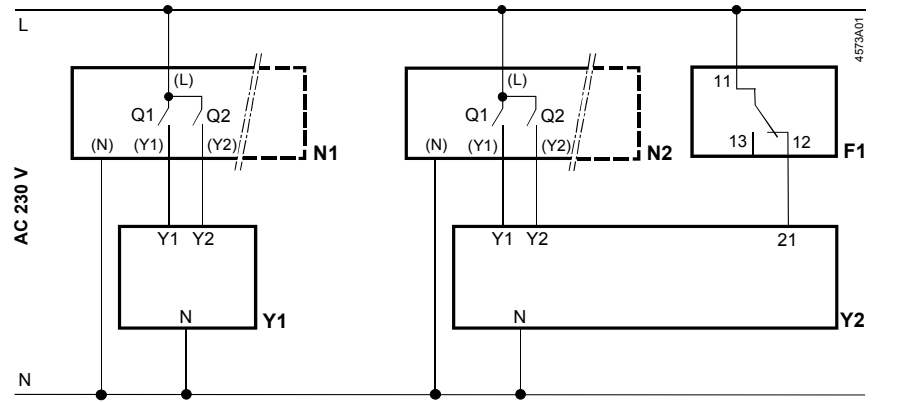 L
4573A01
(L)
(L)
11
Q1 Q2
Q1 Q2
13 12
(N) (Y1) (Y2)
N1
(N) (Y1) (Y2)
N2
F1
AC 230 V
Y1 Y2
Y1 Y2
21
N
Y1
N
Y2
N